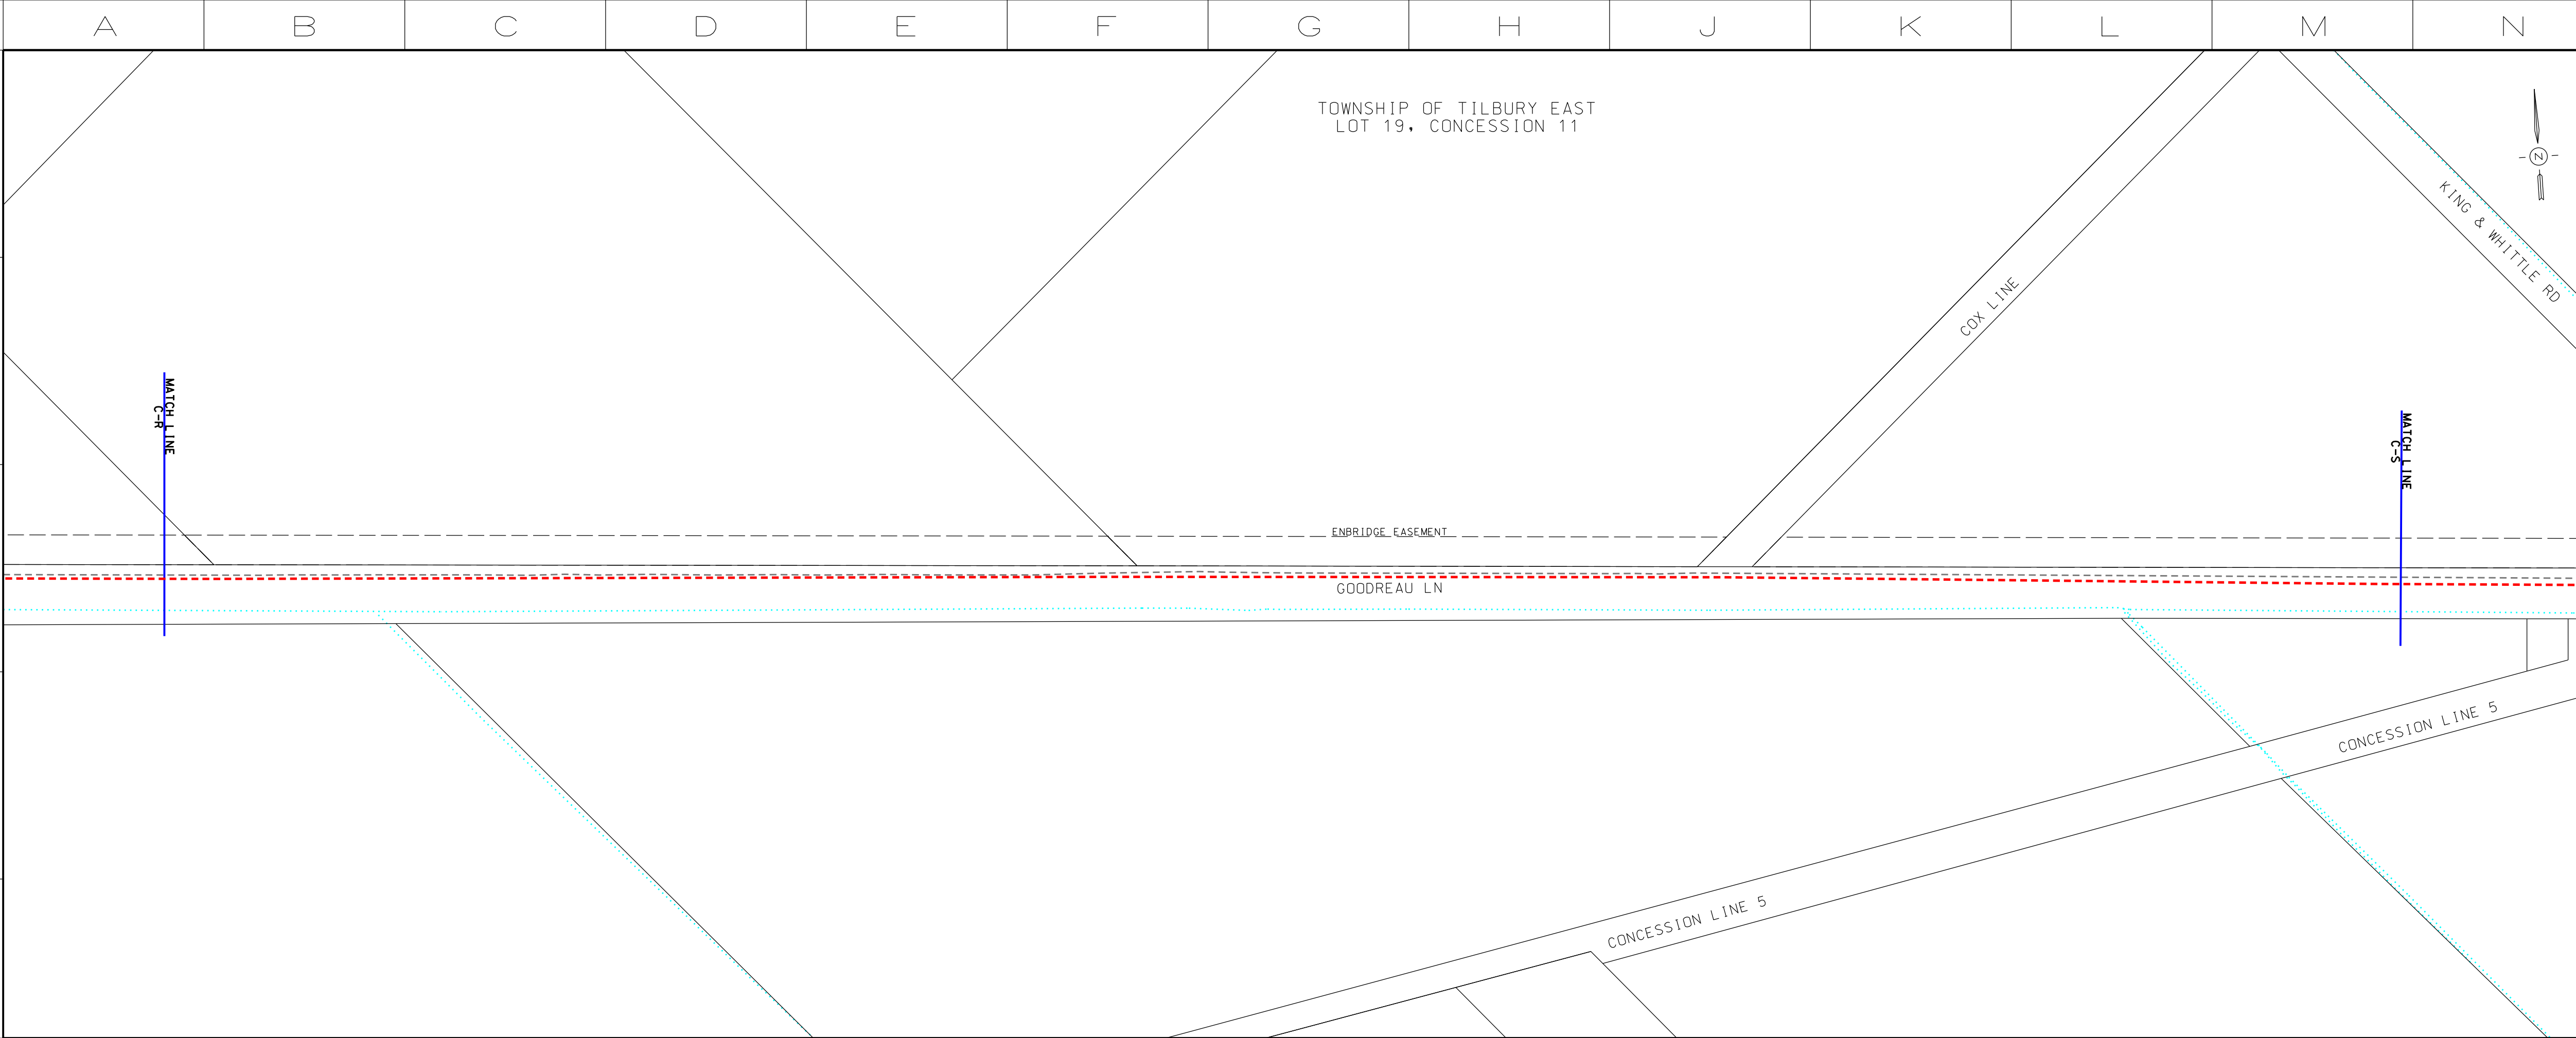 A B C D E F G H J K L M N
TOWNSHIP OF TILBURY EAST
LOT 19, CONCESSION 11
N
KING & WHITTLE RD
COX LINE
MATCH LINE
C-R
MATCH LINE
C-S
ENBRIDGE EASEMENT
GOODREAU LN
CONCESSION LINE 5
CONCESSION LINE 5